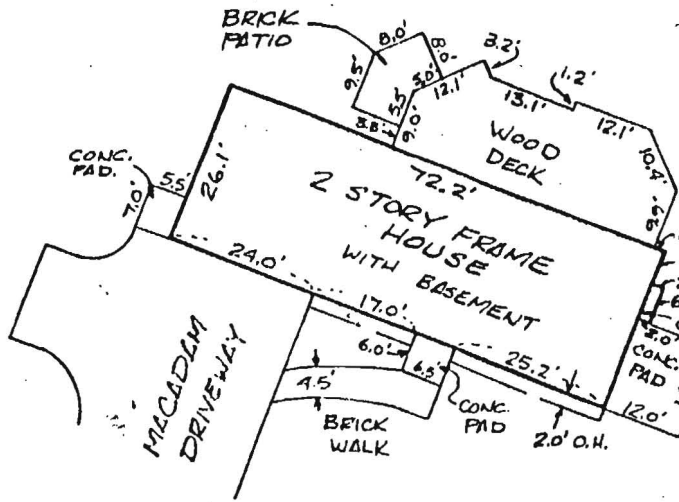 BRICK
PATIO
8.0'
8.0'
9.5'
5.0'
5.5'
3.8'
9.0'
12.1'
3.2'
13.1'
1.2'
12.1'
10.4'
9.9'
WOOD
DECK
CONC.
PAD.
5.5'
7.0'
26.1'
72.2'
2 STORY FRAME
HOUSE
WITH BASEMENT
24.0'
17.0'
6.0'
6.5'
25.2'
CONC.
PAD
CONC.
PAD
12.0'
2.0' O.H.
4.5'
BRICK
WALK
MACADAM
DRIVEWAY